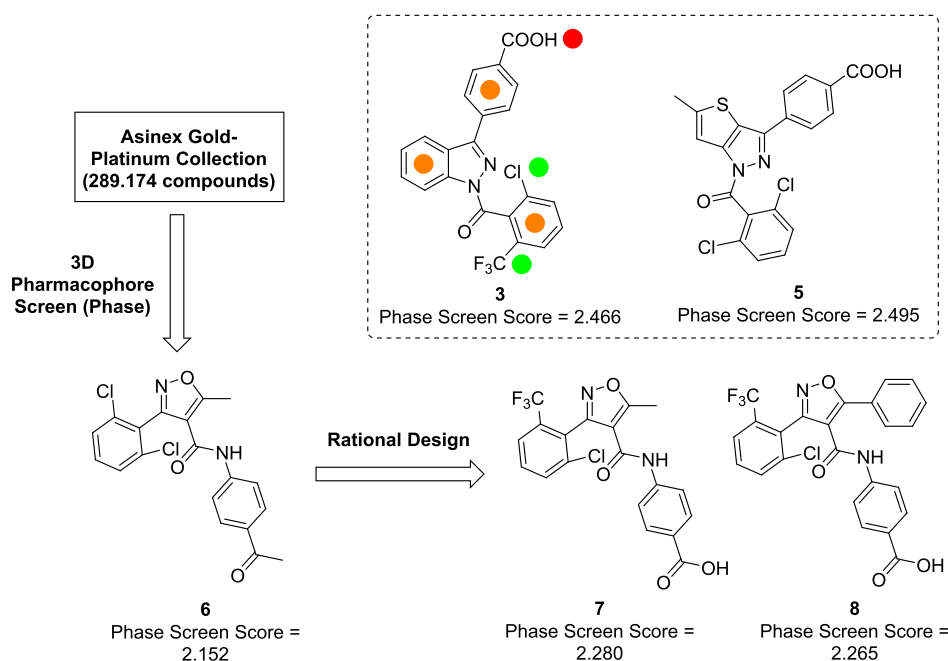 Asinex Gold-
Platinum Collection
(289.174 compounds)
3D
Pharmacophore
Screen (Phase)
COOH
N
N
Cl
O
F3C
3
Phase Screen Score = 2.466
S
COOH
N
N
O
Cl
Cl
5
Phase Screen Score = 2.495
Cl
N
O
Cl
O
NH
O
6
Phase Screen Score =
2.152
Rational Design
F3C
N
O
Cl
O
NH
O
OH
7
Phase Screen Score =
2.280
F3C
N
O
Cl
O
NH
O
OH
8
Phase Screen Score =
2.265